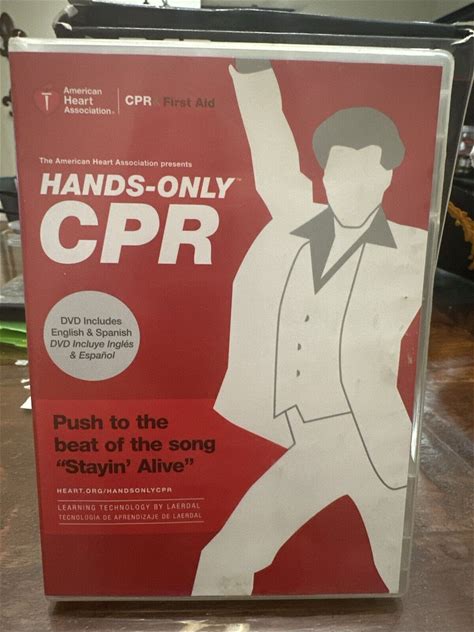 American
Heart
Association®
CPR & First Aid
The American Heart Association presents
HANDS-ONLY™
CPR
DVD Includes
English & Spanish
DVD Incluye Inglés
& Español
Push to the
beat of the song
“Stayin’ Alive”
HEART.ORG/HANDSONLYCPR
LEARNING TECHNOLOGY BY LAERDAL
TECNOLOGÍA DE APRENDIZAJE DE LAERDAL